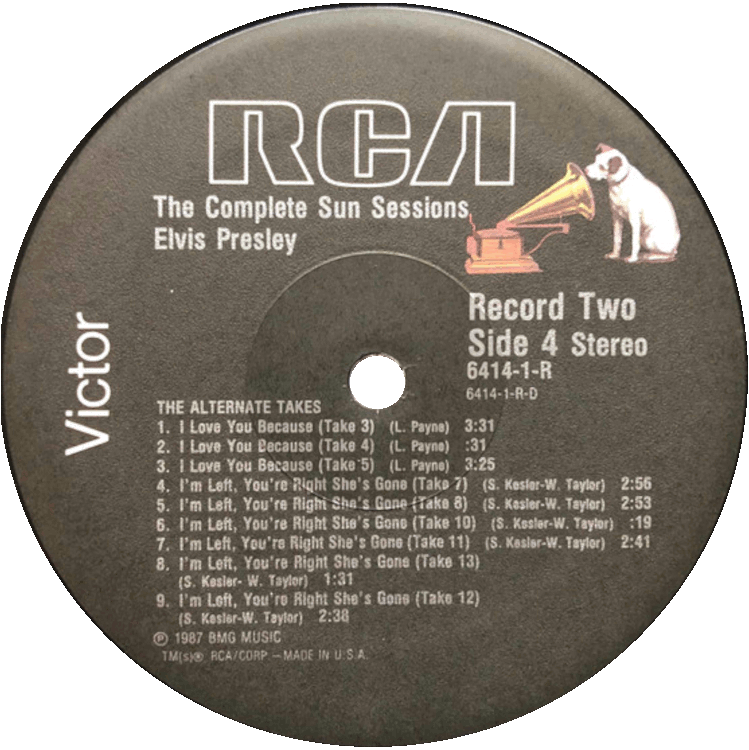 RCA
The Complete Sun Sessions
Elvis Presley
Victor
Record Two
Side 4 Stereo
6414-1-R
6414-1-R-D
THE ALTERNATE TAKES
1. I Love You Because (Take 3) (L. Payne) 3:31
2. I Love You Because (Take 4) (L. Payne) :31
3. I Love You Because (Take 5) (L. Payne) 3:25
4. I'm Left, You're Right She's Gone (Take 7) (S. Kesler-W. Taylor) 2:56
5. I'm Left, You're Right She's Gone (Take 8) (S. Kesler-W. Taylor) 2:53
6. I'm Left, You're Right She's Gone (Take 10) (S. Kesler-W. Taylor) :19
7. I'm Left, You're Right She's Gone (Take 11) (S. Kesler-W. Taylor) 2:41
8. I'm Left, You're Right She's Gone (Take 13)
(S. Kesler- W. Taylor) 1:31
9. I'm Left, You're Right She's Gone (Take 12)
(S. Kesler-W. Taylor) 2:38
℗ 1987 BMG MUSIC
TM(s)® RCA/CORP – MADE IN U.S.A.